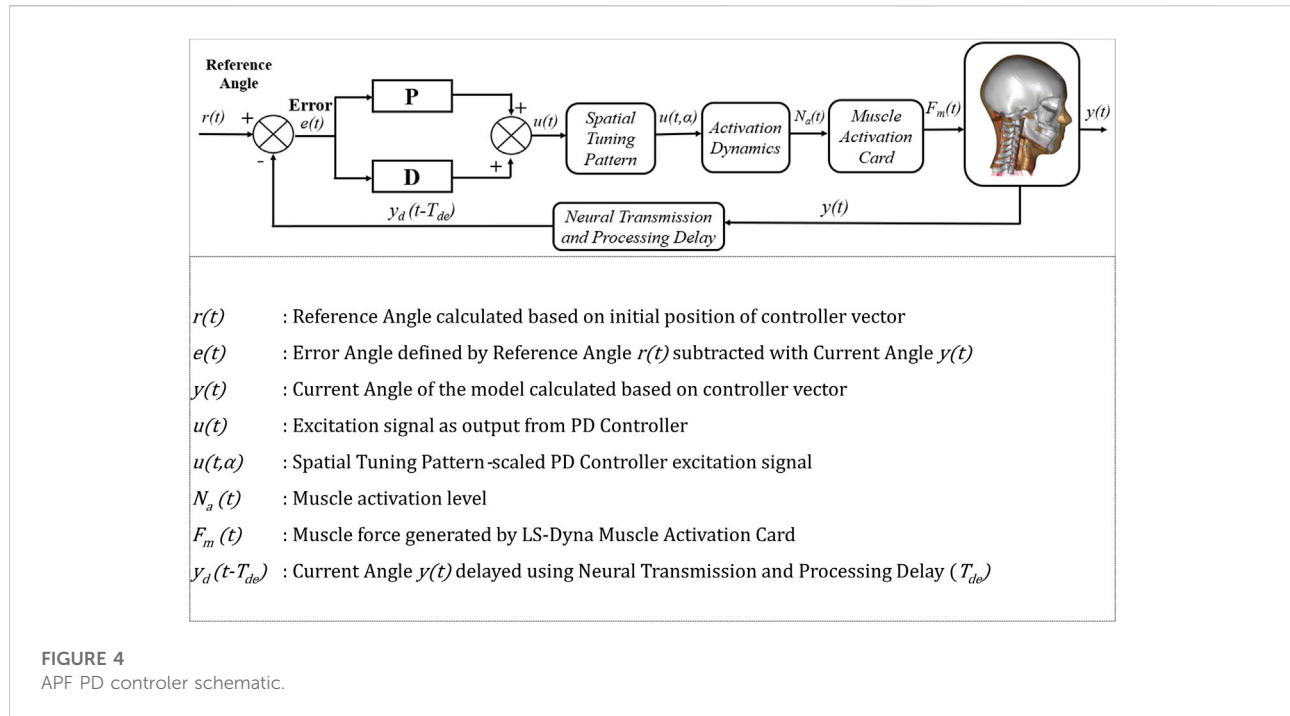 Reference
Angle
r(t)
+
-
Error
e(t)
P
D
+
+
u(t)
Spatial
Tuning
Pattern
u(t,α)
Activation
Dynamics
N_a(t)
Muscle
Activation
Card
F_m(t)
y(t)
y_d (t-T_de)
Neural Transmission
and Processing Delay
y(t)
r(t) : Reference Angle calculated based on initial position of controller vector
e(t) : Error Angle defined by Reference Angle r(t) subtracted with Current Angle y(t)
y(t) : Current Angle of the model calculated based on controller vector
u(t) : Excitation signal as output from PD Controller
u(t,α) : Spatial Tuning Pattern-scaled PD Controller excitation signal
N_a (t) : Muscle activation level
F_m (t) : Muscle force generated by LS-Dyna Muscle Activation Card
y_d (t-T_de) : Current Angle y(t) delayed using Neural Transmission and Processing Delay (T_de)
FIGURE 4
APF PD controler schematic.